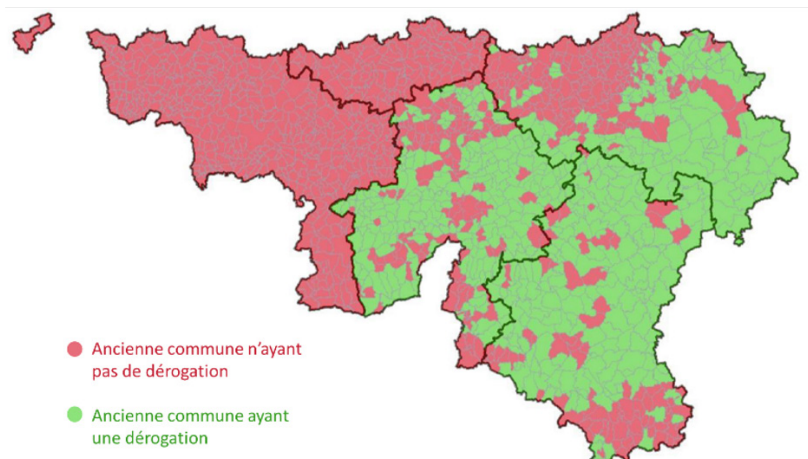 Ancienne commune n'ayant
pas de dérogation
Ancienne commune ayant
une dérogation